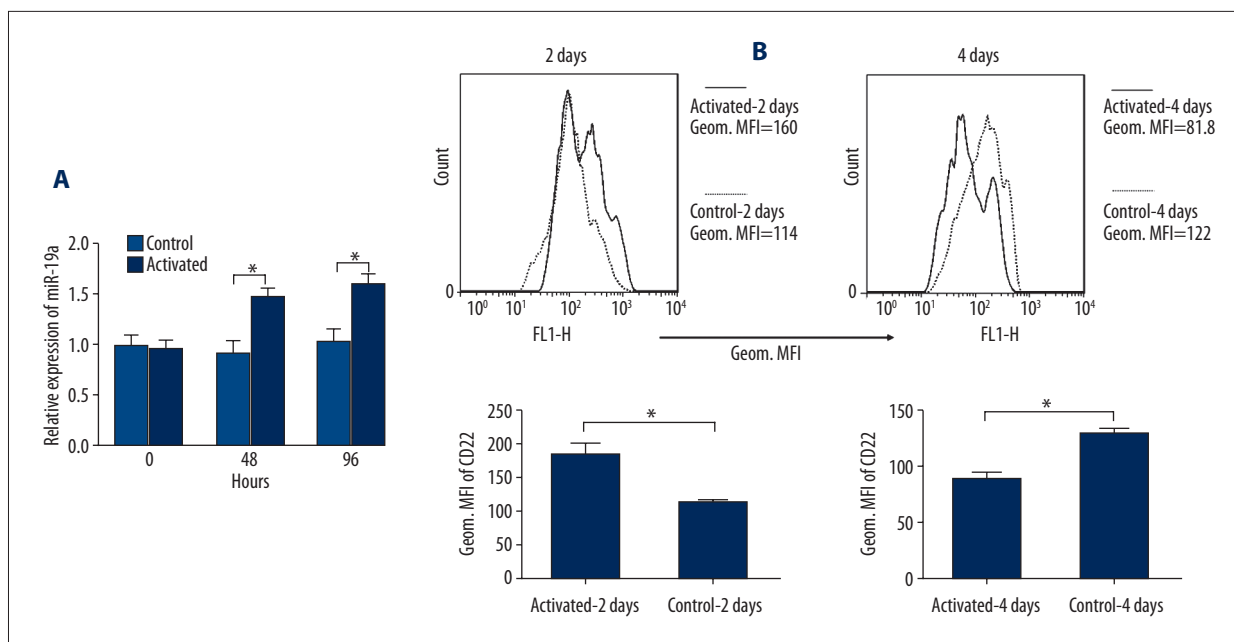 A
Relative expression of miR-19a
2.0
1.5
1.0
0.5
0.0
Control
Activated
*
*
0
48
96
Hours
B
2 days
Count
0
10⁰
10¹
10²
10³
10⁴
FL1-H
Activated-2 days
Geom. MFI=160
Control-2 days
Geom. MFI=114
4 days
Count
0
10⁰
10¹
10²
10³
10⁴
FL1-H
Activated-4 days
Geom. MFI=81.8
Control-4 days
Geom. MFI=122
Geom. MFI
Geom. MFI of CD22
250
200
150
100
50
0
*
Activated-2 days
Control-2 days
Geom. MFI of CD22
150
100
50
0
*
Activated-4 days
Control-4 days